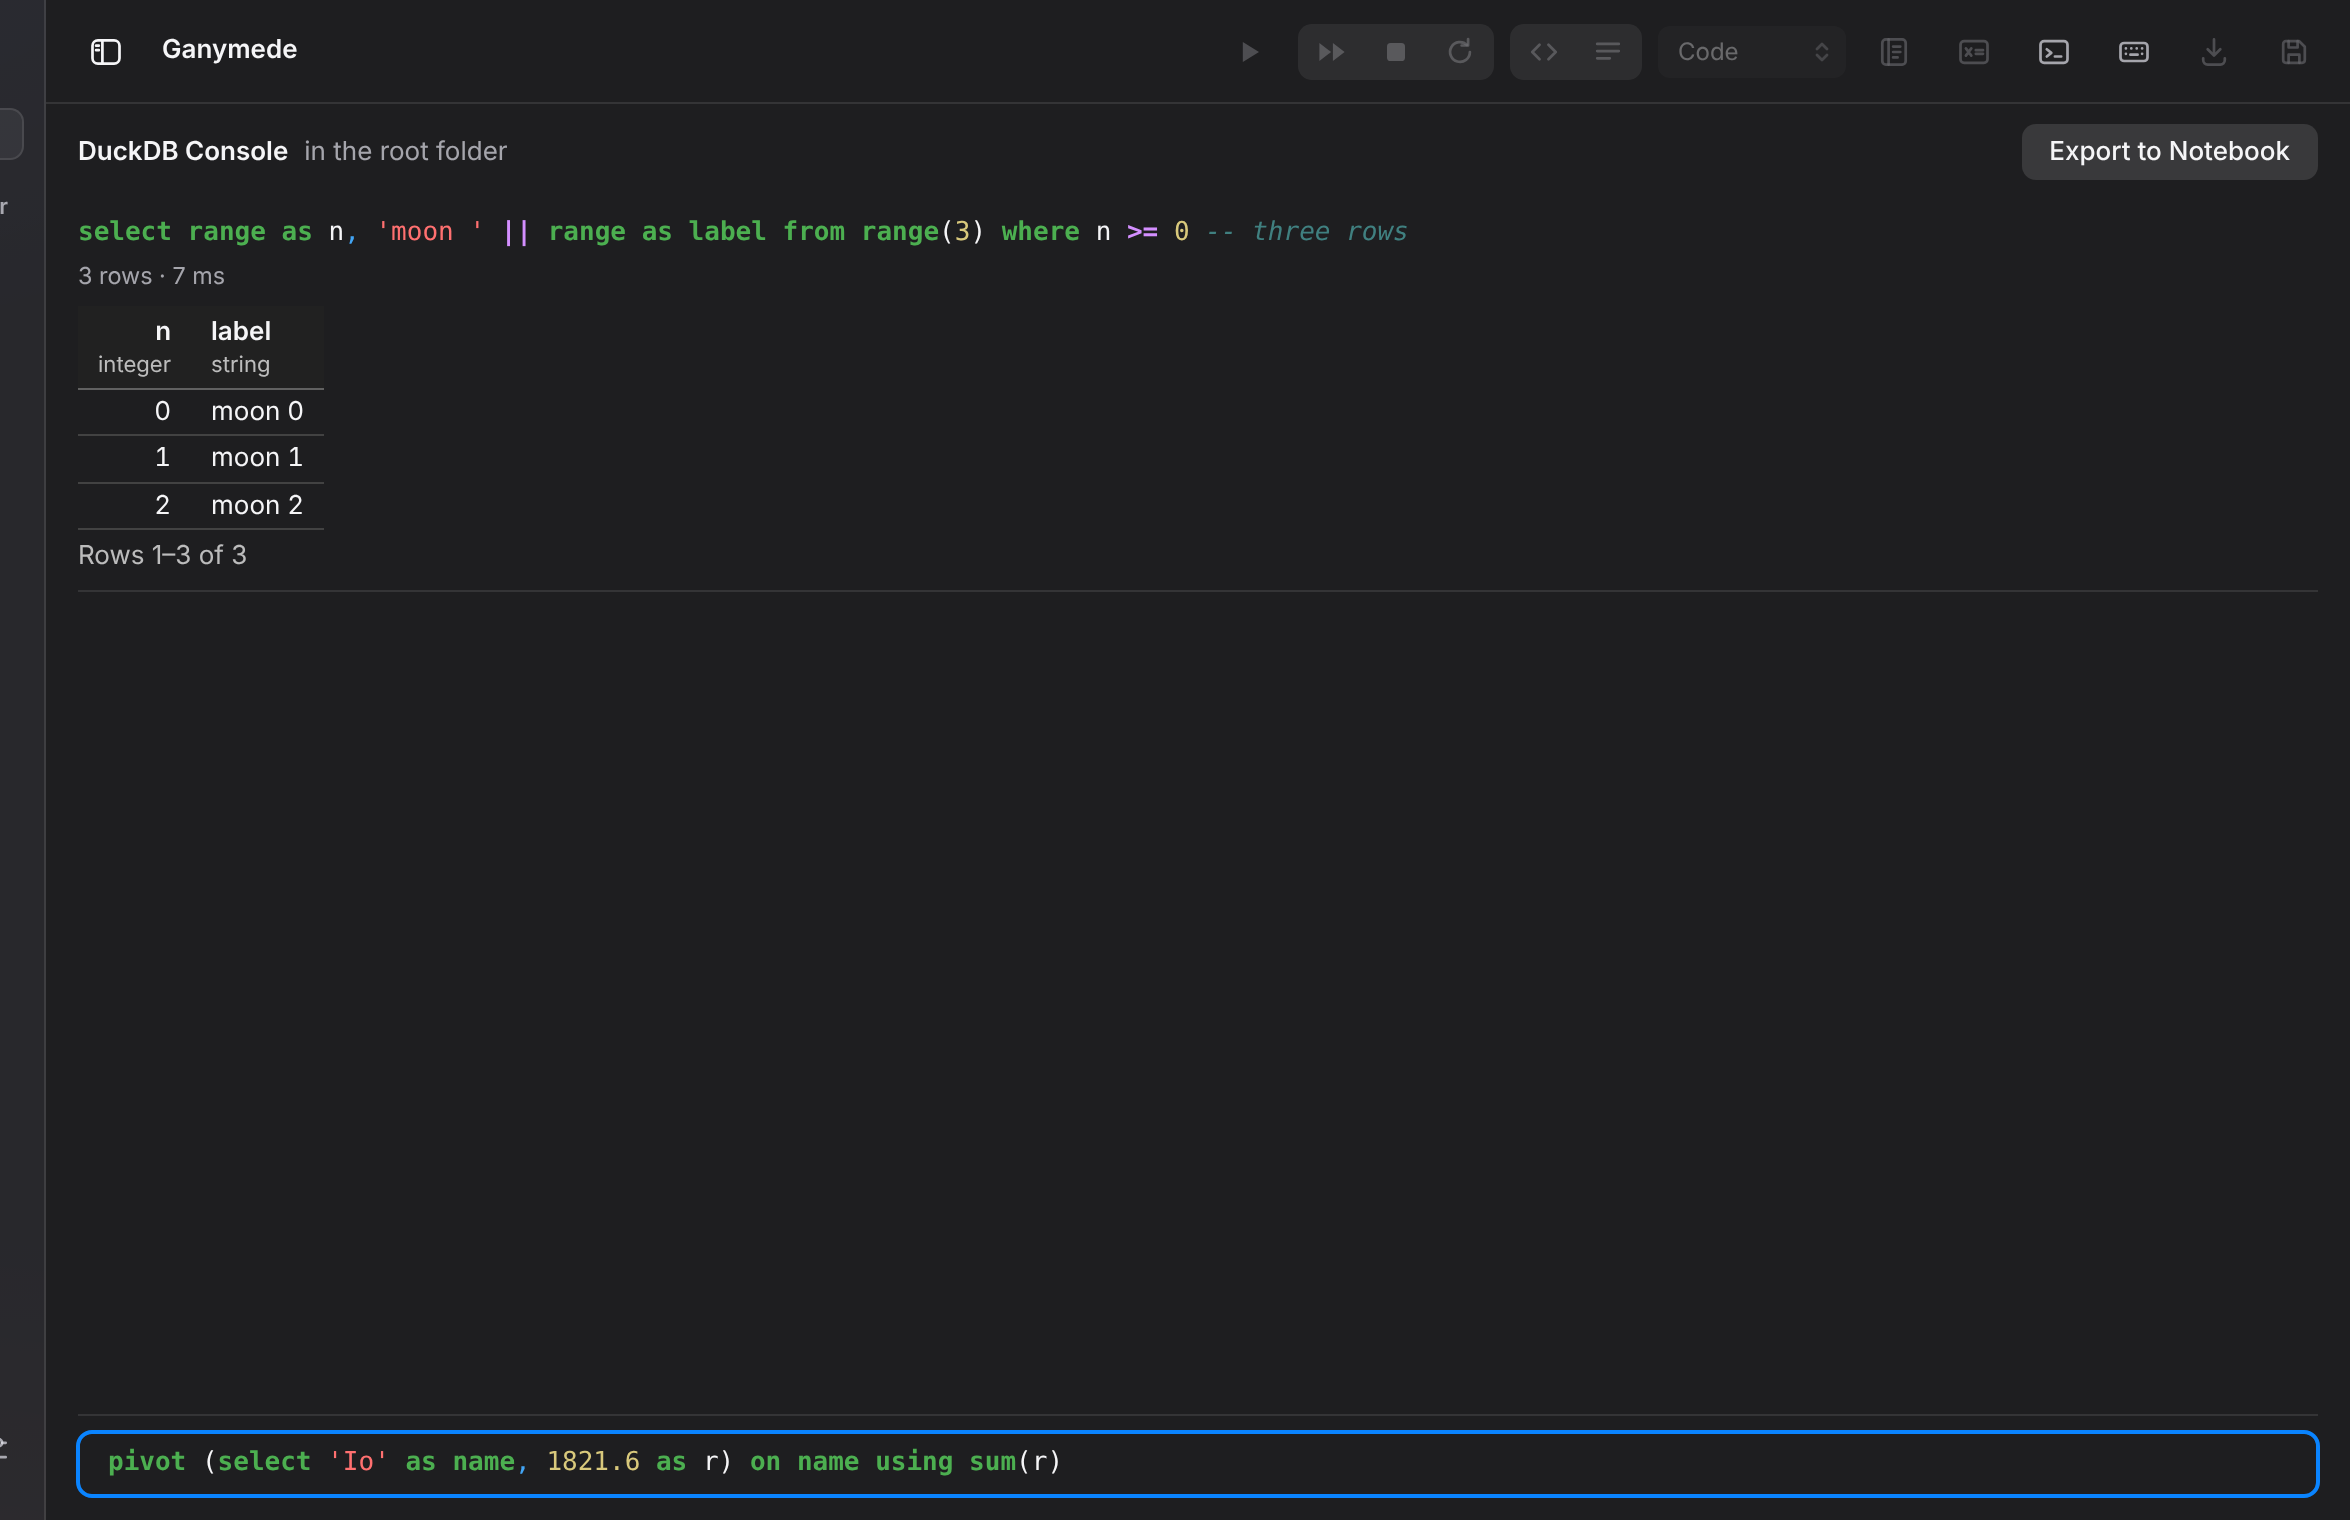 Ganymede
Code
DuckDB Console in the root folder
Export to Notebook
r
select range as n, 'moon ' || range as label from range(3) where n >= 0 -- three rows
3 rows · 7 ms
n label
integer string
0 moon 0
1 moon 1
2 moon 2
Rows 1–3 of 3
pivot (select 'Io' as name, 1821.6 as r) on name using sum(r)